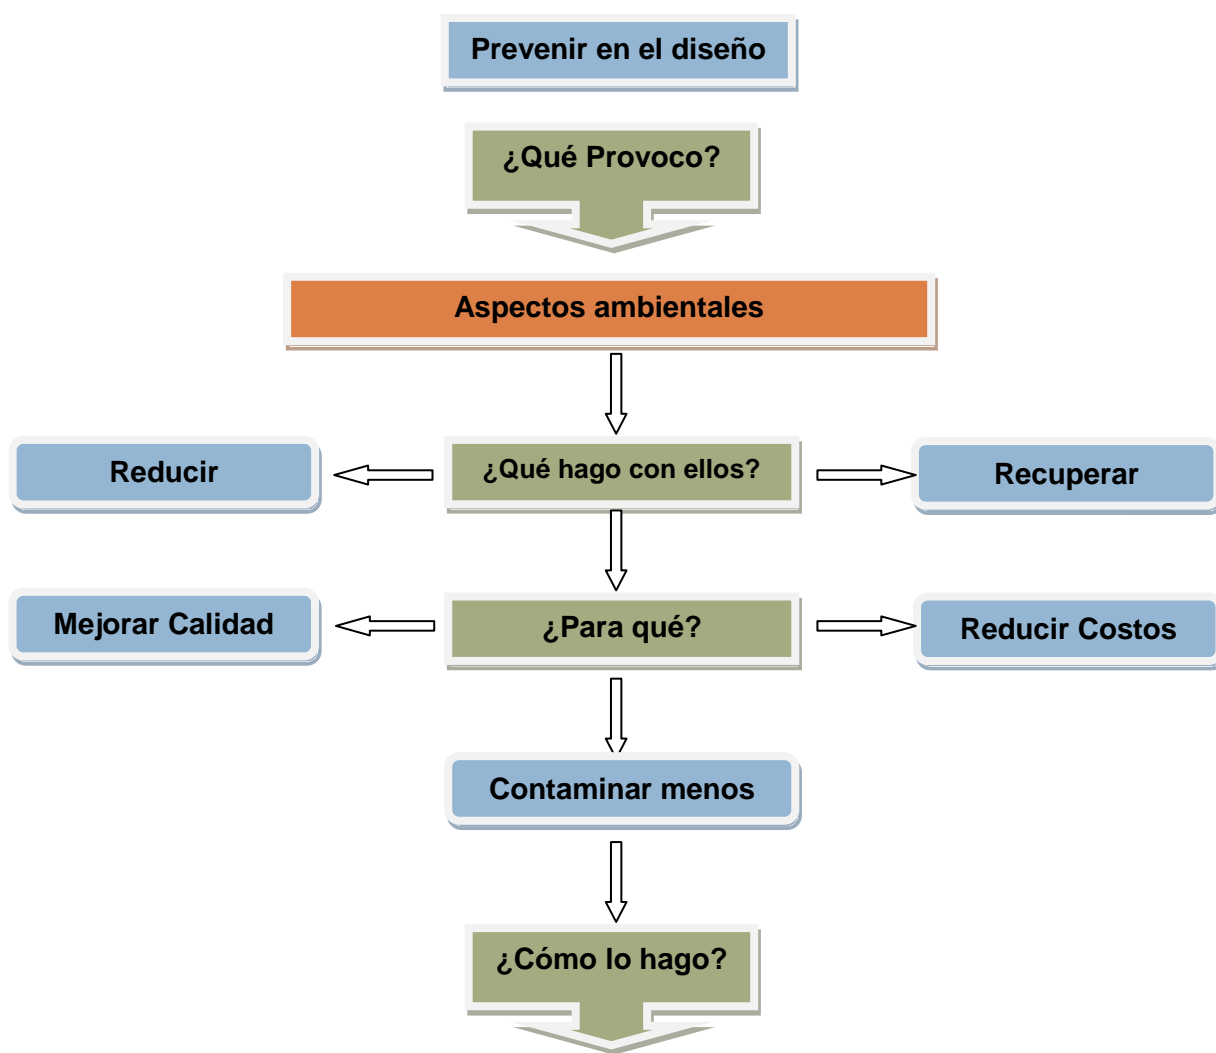 Prevenir en el diseño
¿Qué Provoco?
Aspectos ambientales
Reducir
¿Qué hago con ellos?
Recuperar
Mejorar Calidad
¿Para qué?
Reducir Costos
Contaminar menos
¿Cómo lo hago?